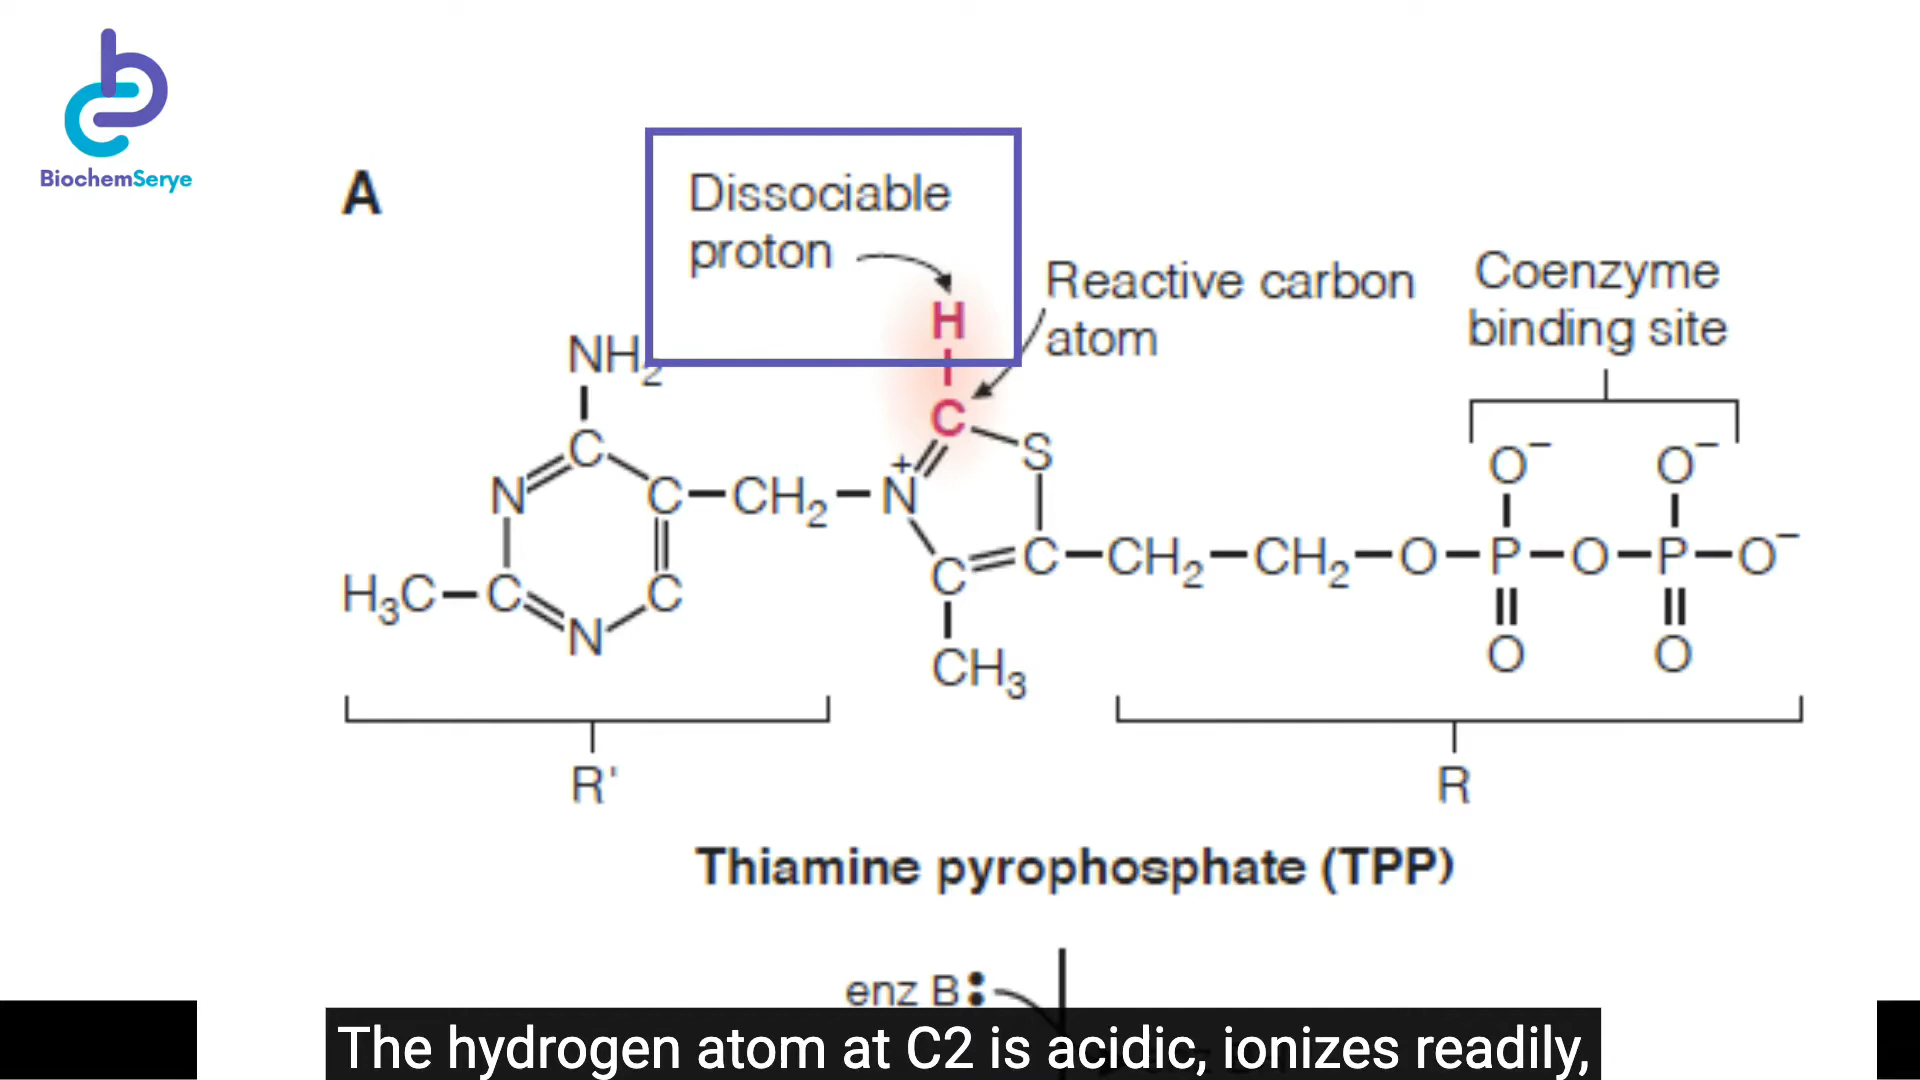 BiochemSerye
A
Dissociable
proton
H
Reactive carbon
atom
Coenzyme
binding site
NH2
C
S
+
O− O−
N C
C—CH2—N
C
C—CH2—CH2—O—P—O—P—O−
H3C—C
C
N
O O
CH3
R'
R
Thiamine pyrophosphate (TPP)
enz B:
The hydrogen atom at C2 is acidic, ionizes readily,